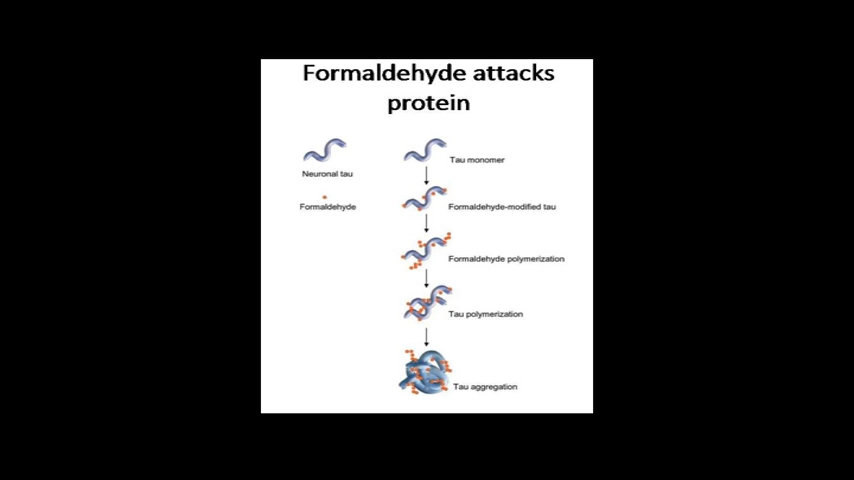 Formaldehyde attacks
protein
Neuronal tau
Formaldehyde
Tau monomer
Formaldehyde-modified tau
Formaldehyde polymerization
Tau polymerization
Tau aggregation